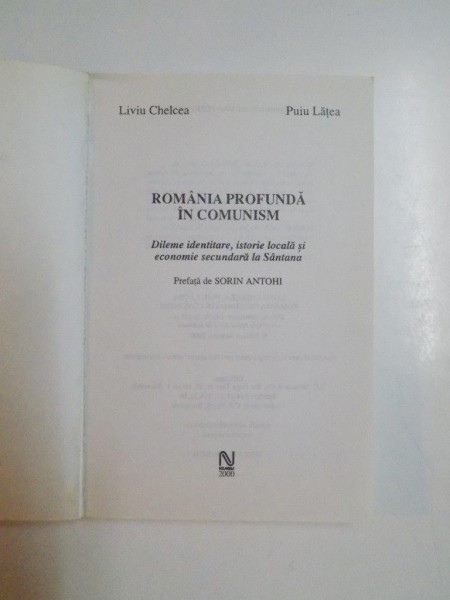 Liviu Chelcea Puiu Lățea
ROMÂNIA PROFUNDĂ
ÎN COMUNISM
Dileme identitare, istorie locală și
economie secundară la Sântana
Prefață de SORIN ANTOHI
N
2000